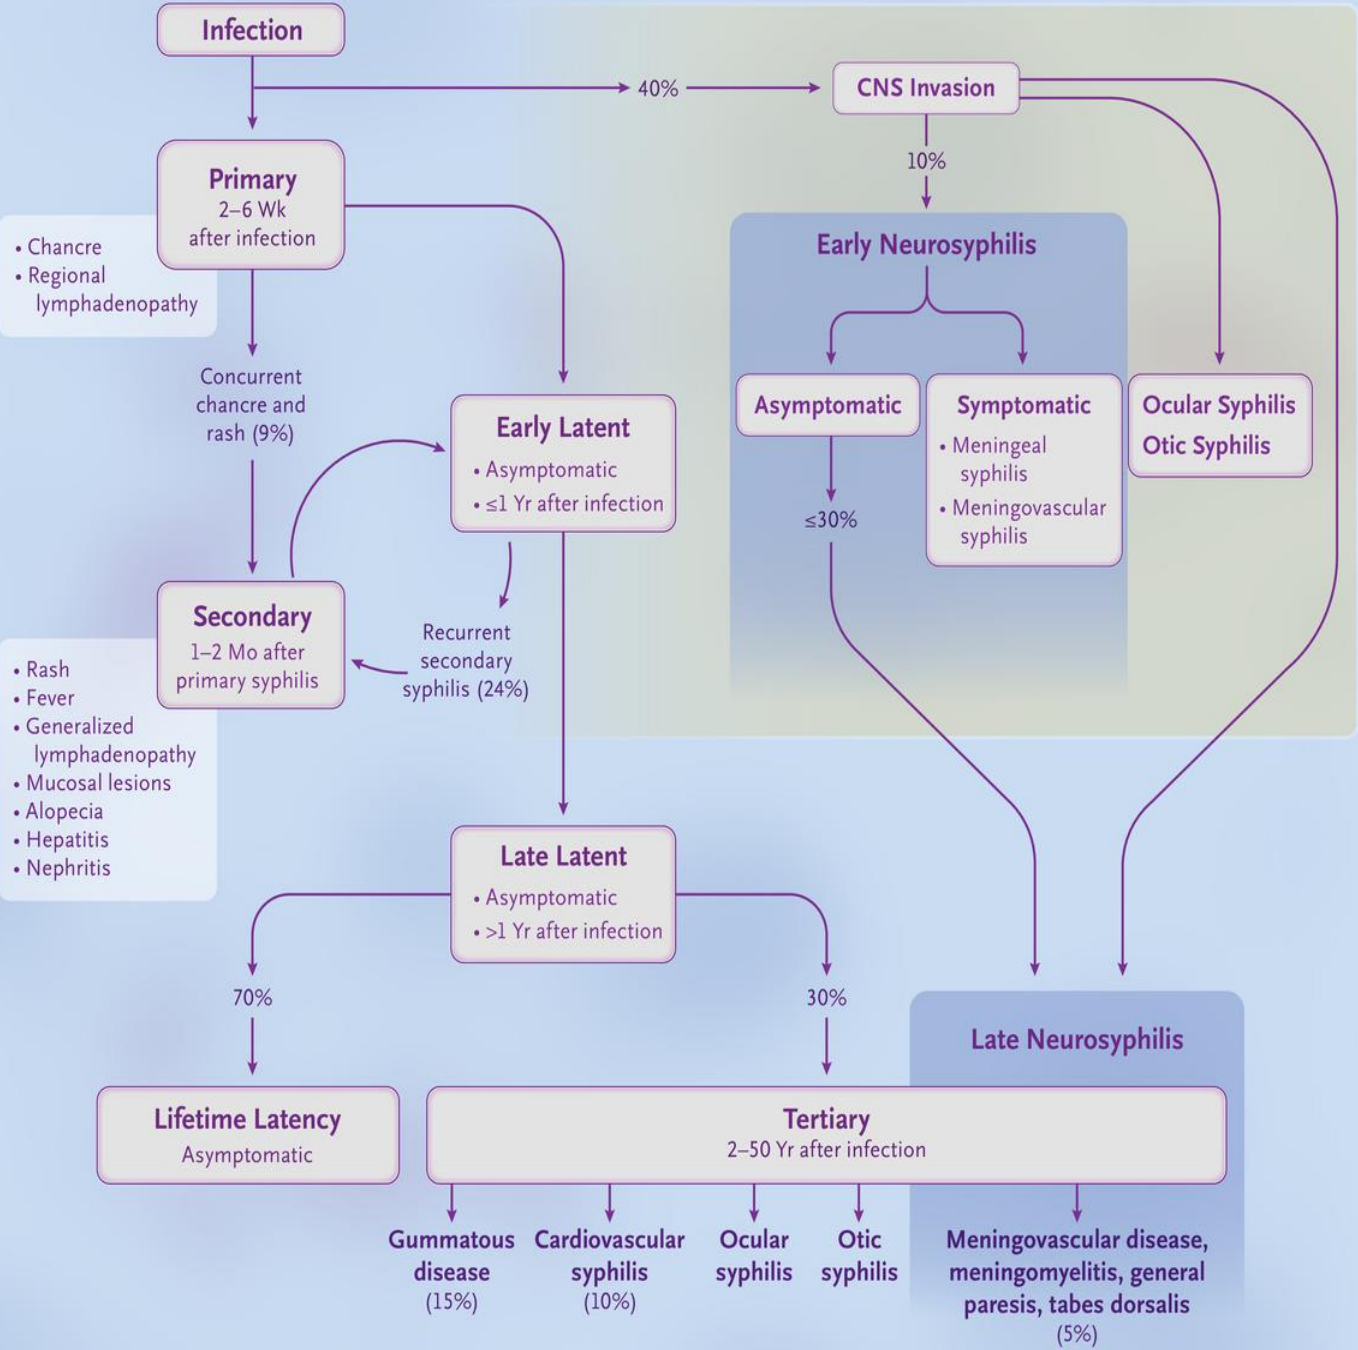 Infection
40%
CNS Invasion
10%
Primary
2–6 Wk
after infection
• Chancre
• Regional
lymphadenopathy
Concurrent
chancre and
rash (9%)
Early Latent
• Asymptomatic
• ≤1 Yr after infection
Early Neurosyphilis
Asymptomatic
≤30%
Symptomatic
• Meningeal
syphilis
• Meningovascular
syphilis
Ocular Syphilis
Otic Syphilis
Secondary
1–2 Mo after
primary syphilis
• Rash
• Fever
• Generalized
lymphadenopathy
• Mucosal lesions
• Alopecia
• Hepatitis
• Nephritis
Recurrent
secondary
syphilis (24%)
Late Latent
• Asymptomatic
• >1 Yr after infection
70%
30%
Lifetime Latency
Asymptomatic
Late Neurosyphilis
Tertiary
2–50 Yr after infection
Gummatous
disease
(15%)
Cardiovascular
syphilis
(10%)
Ocular
syphilis
Otic
syphilis
Meningovascular disease,
meningomyelitis, general
paresis, tabes dorsalis
(5%)